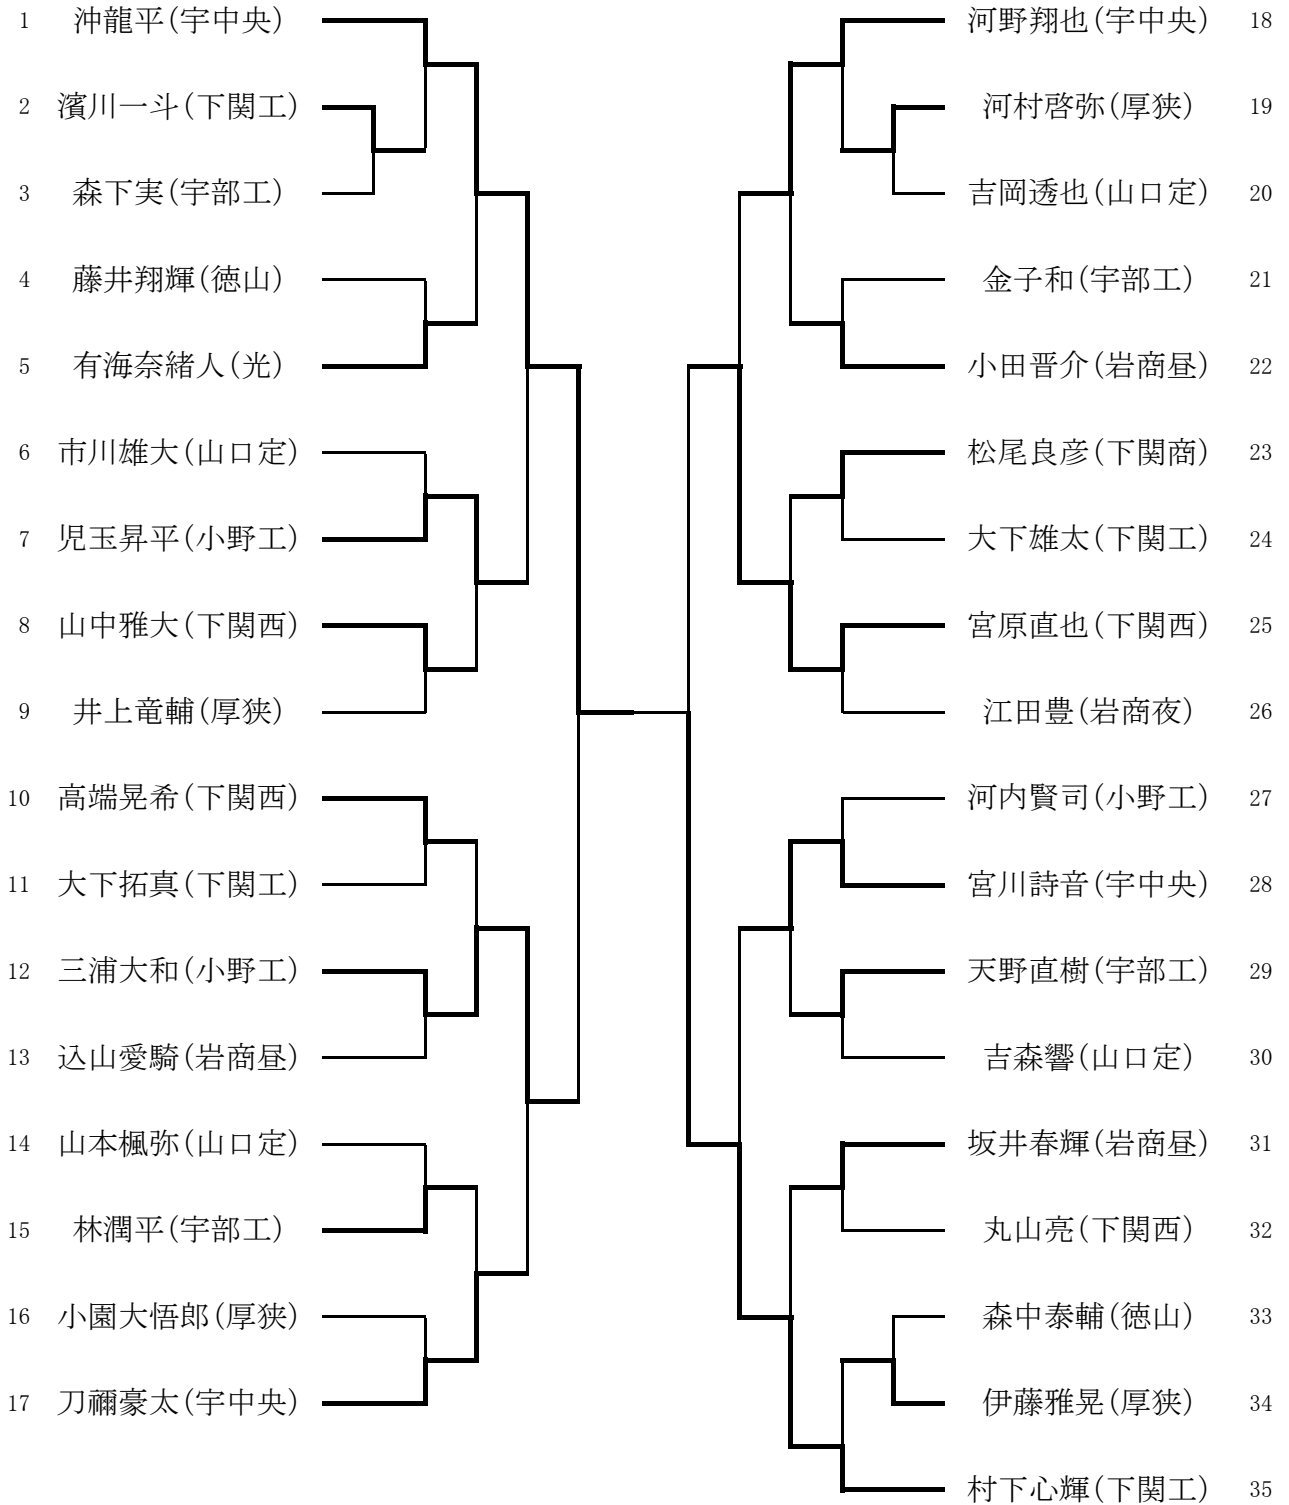 1 沖龍平(宇中央)
2 濱川一斗(下関工)
3 森下実(宇部工)
4 藤井翔輝(徳山)
5 有海奈緒人(光)
6 市川雄大(山口定)
7 児玉昇平(小野工)
8 山中雅大(下関西)
9 井上竜輔(厚狭)
10 高端晃希(下関西)
11 大下拓真(下関工)
12 三浦大和(小野工)
13 込山愛騎(岩商昼)
14 山本楓弥(山口定)
15 林潤平(宇部工)
16 小園大悟郎(厚狭)
17 刀禰豪太(宇中央)
河野翔也(宇中央) 18
河村啓弥(厚狭) 19
吉岡透也(山口定) 20
金子和(宇部工) 21
小田晋介(岩商昼) 22
松尾良彦(下関商) 23
大下雄太(下関工) 24
宮原直也(下関西) 25
江田豊(岩商夜) 26
河内賢司(小野工) 27
宮川詩音(宇中央) 28
天野直樹(宇部工) 29
吉森響(山口定) 30
坂井春輝(岩商昼) 31
丸山亮(下関西) 32
森中泰輔(徳山) 33
伊藤雅晃(厚狭) 34
村下心輝(下関工) 35